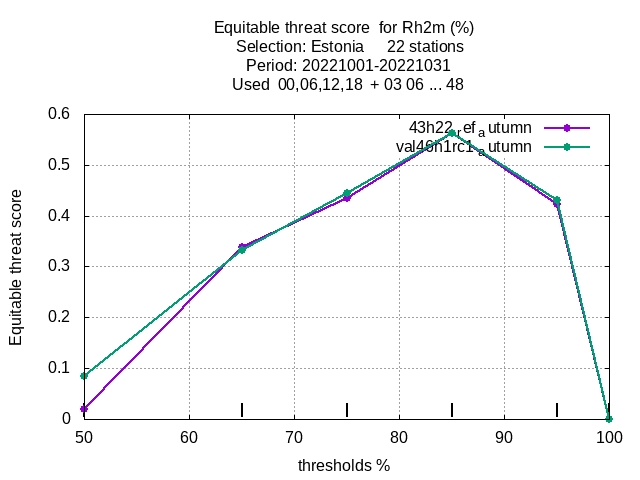 Equitable threat score  for Rh2m (%)
Selection: Estonia     22 stations
Period: 20221001-20221031
Used  00,06,12,18  + 03 06 ... 48
43h22_ref_autumn
val46h1rc1_autumn
Equitable threat score
0.6
0.5
0.4
0.3
0.2
0.1
0
50 60 70 80 90 100
thresholds %